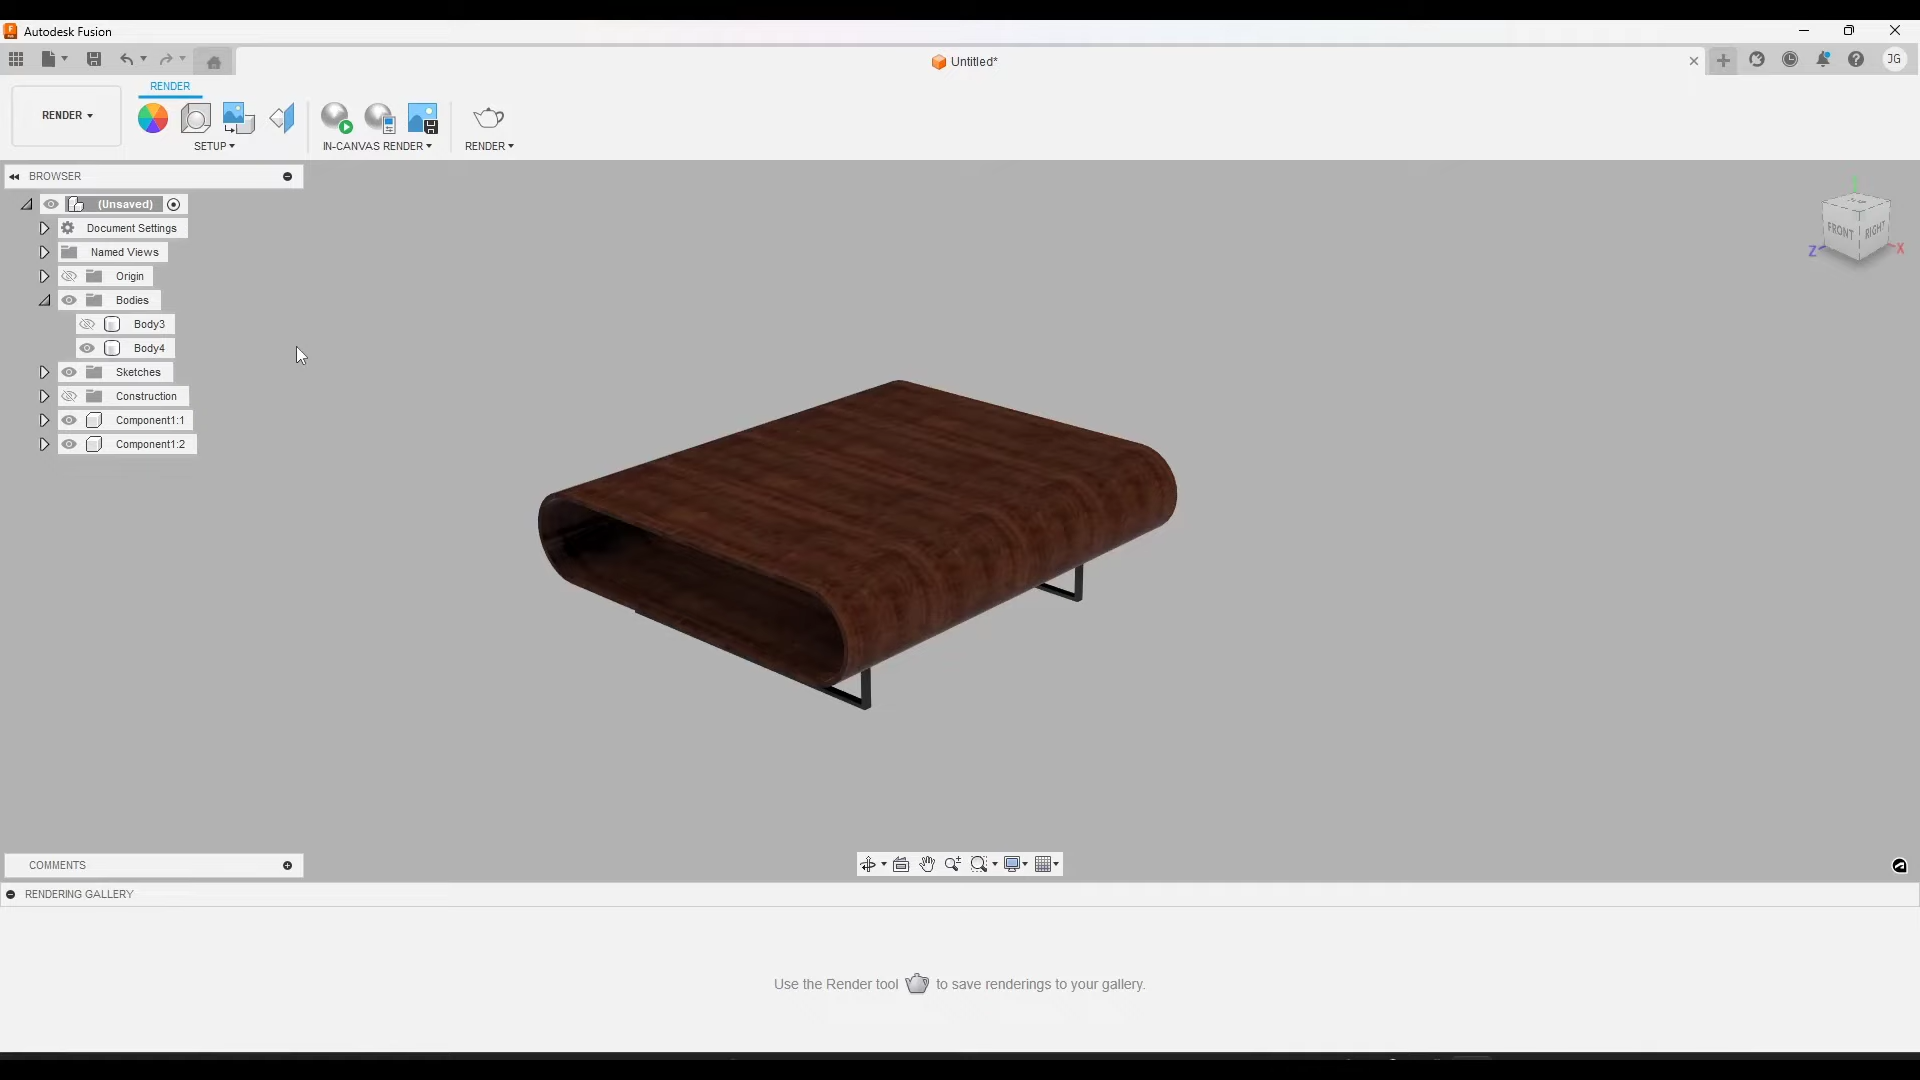 Autodesk Fusion
Untitled*
JG
RENDER
RENDER
SETUP
IN-CANVAS RENDER
RENDER
BROWSER
(Unsaved)
Document Settings
Named Views
Origin
Bodies
Body3
Body4
Sketches
Construction
Component1:1
Component1:2
TOP
FRONT
RIGHT
Z
X
COMMENTS
RENDERING GALLERY
Use the Render tool to save renderings to your gallery.